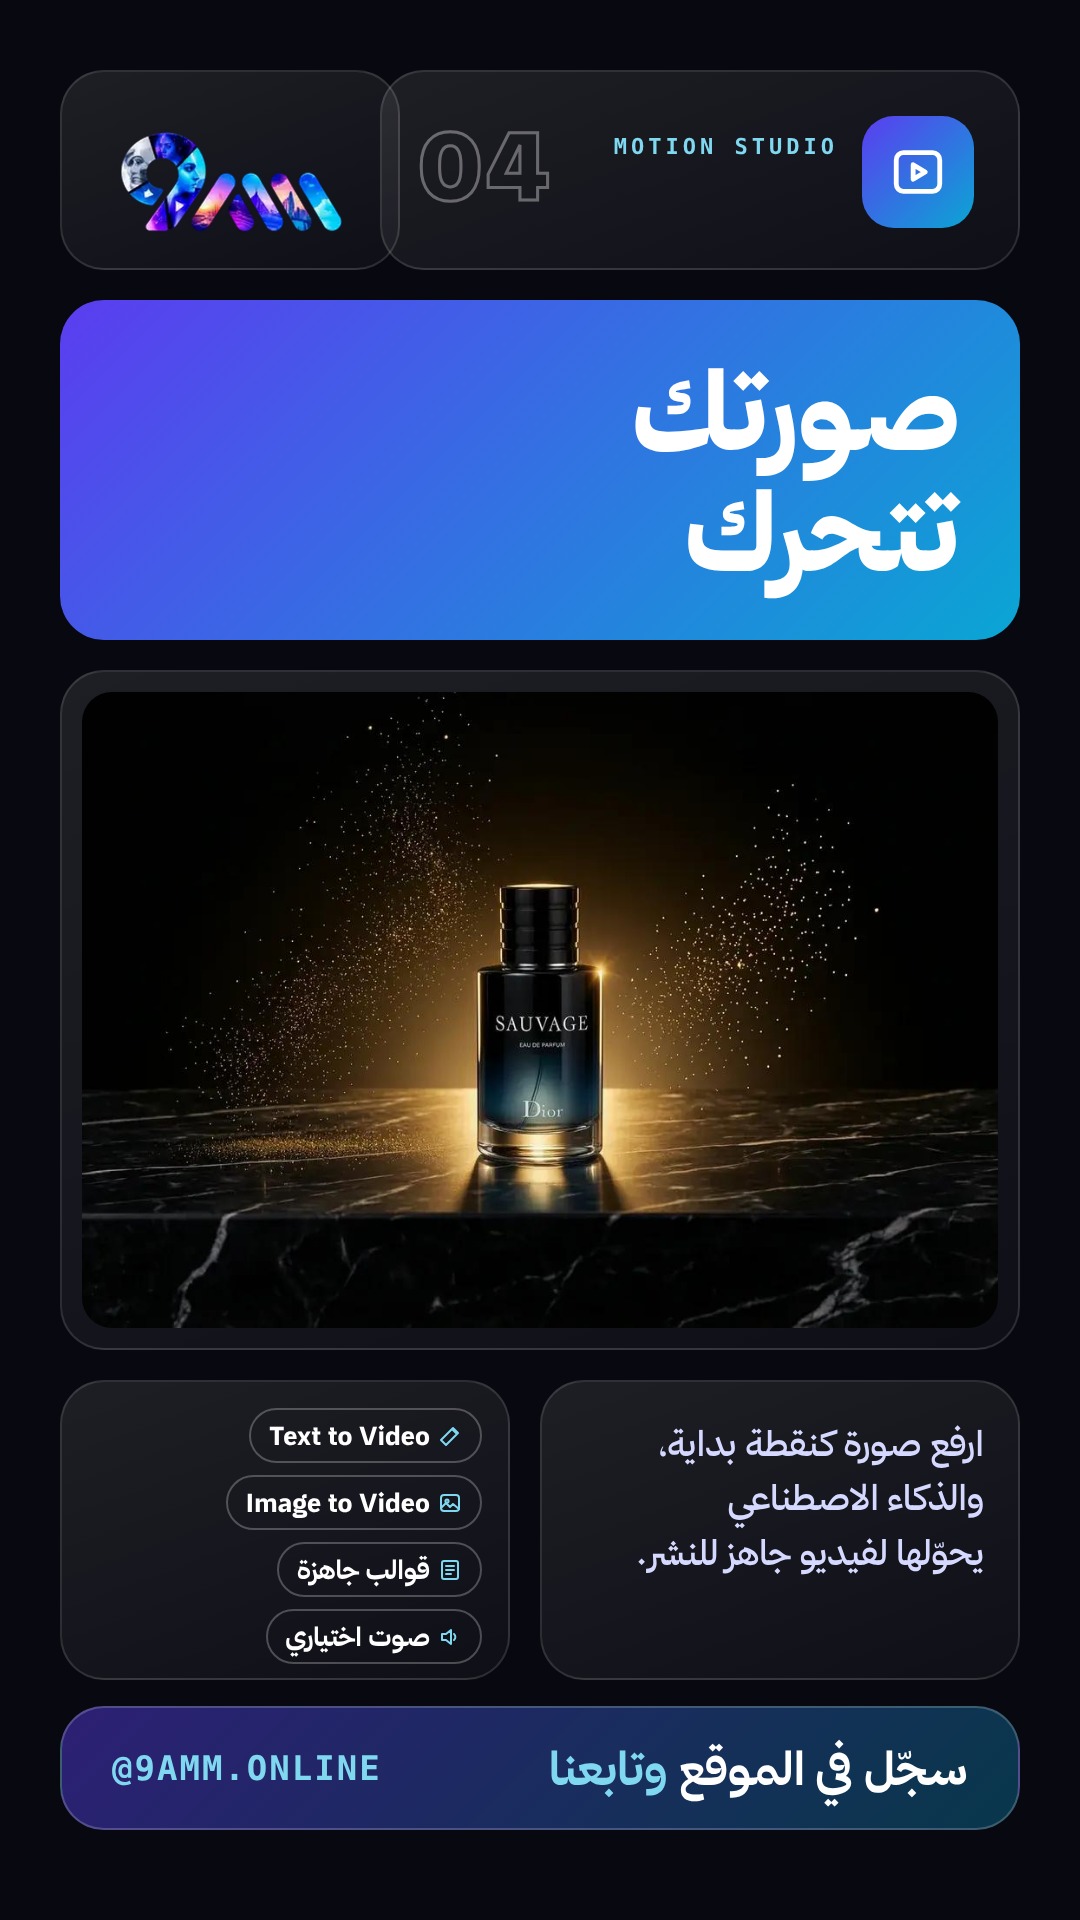 9AMM
04
MOTION STUDIO
صورتك
تتحرك
SAUVAGE
EAU DE PARFUM
Dior
ارفع صورة كنقطة بداية،
والذكاء الاصطناعي
يحوّلها لفيديو جاهز للنشر.
Text to Video
Image to Video
قوالب جاهزة
صوت اختياري
سجّل في الموقع وتابعنا
@9AMM.ONLINE